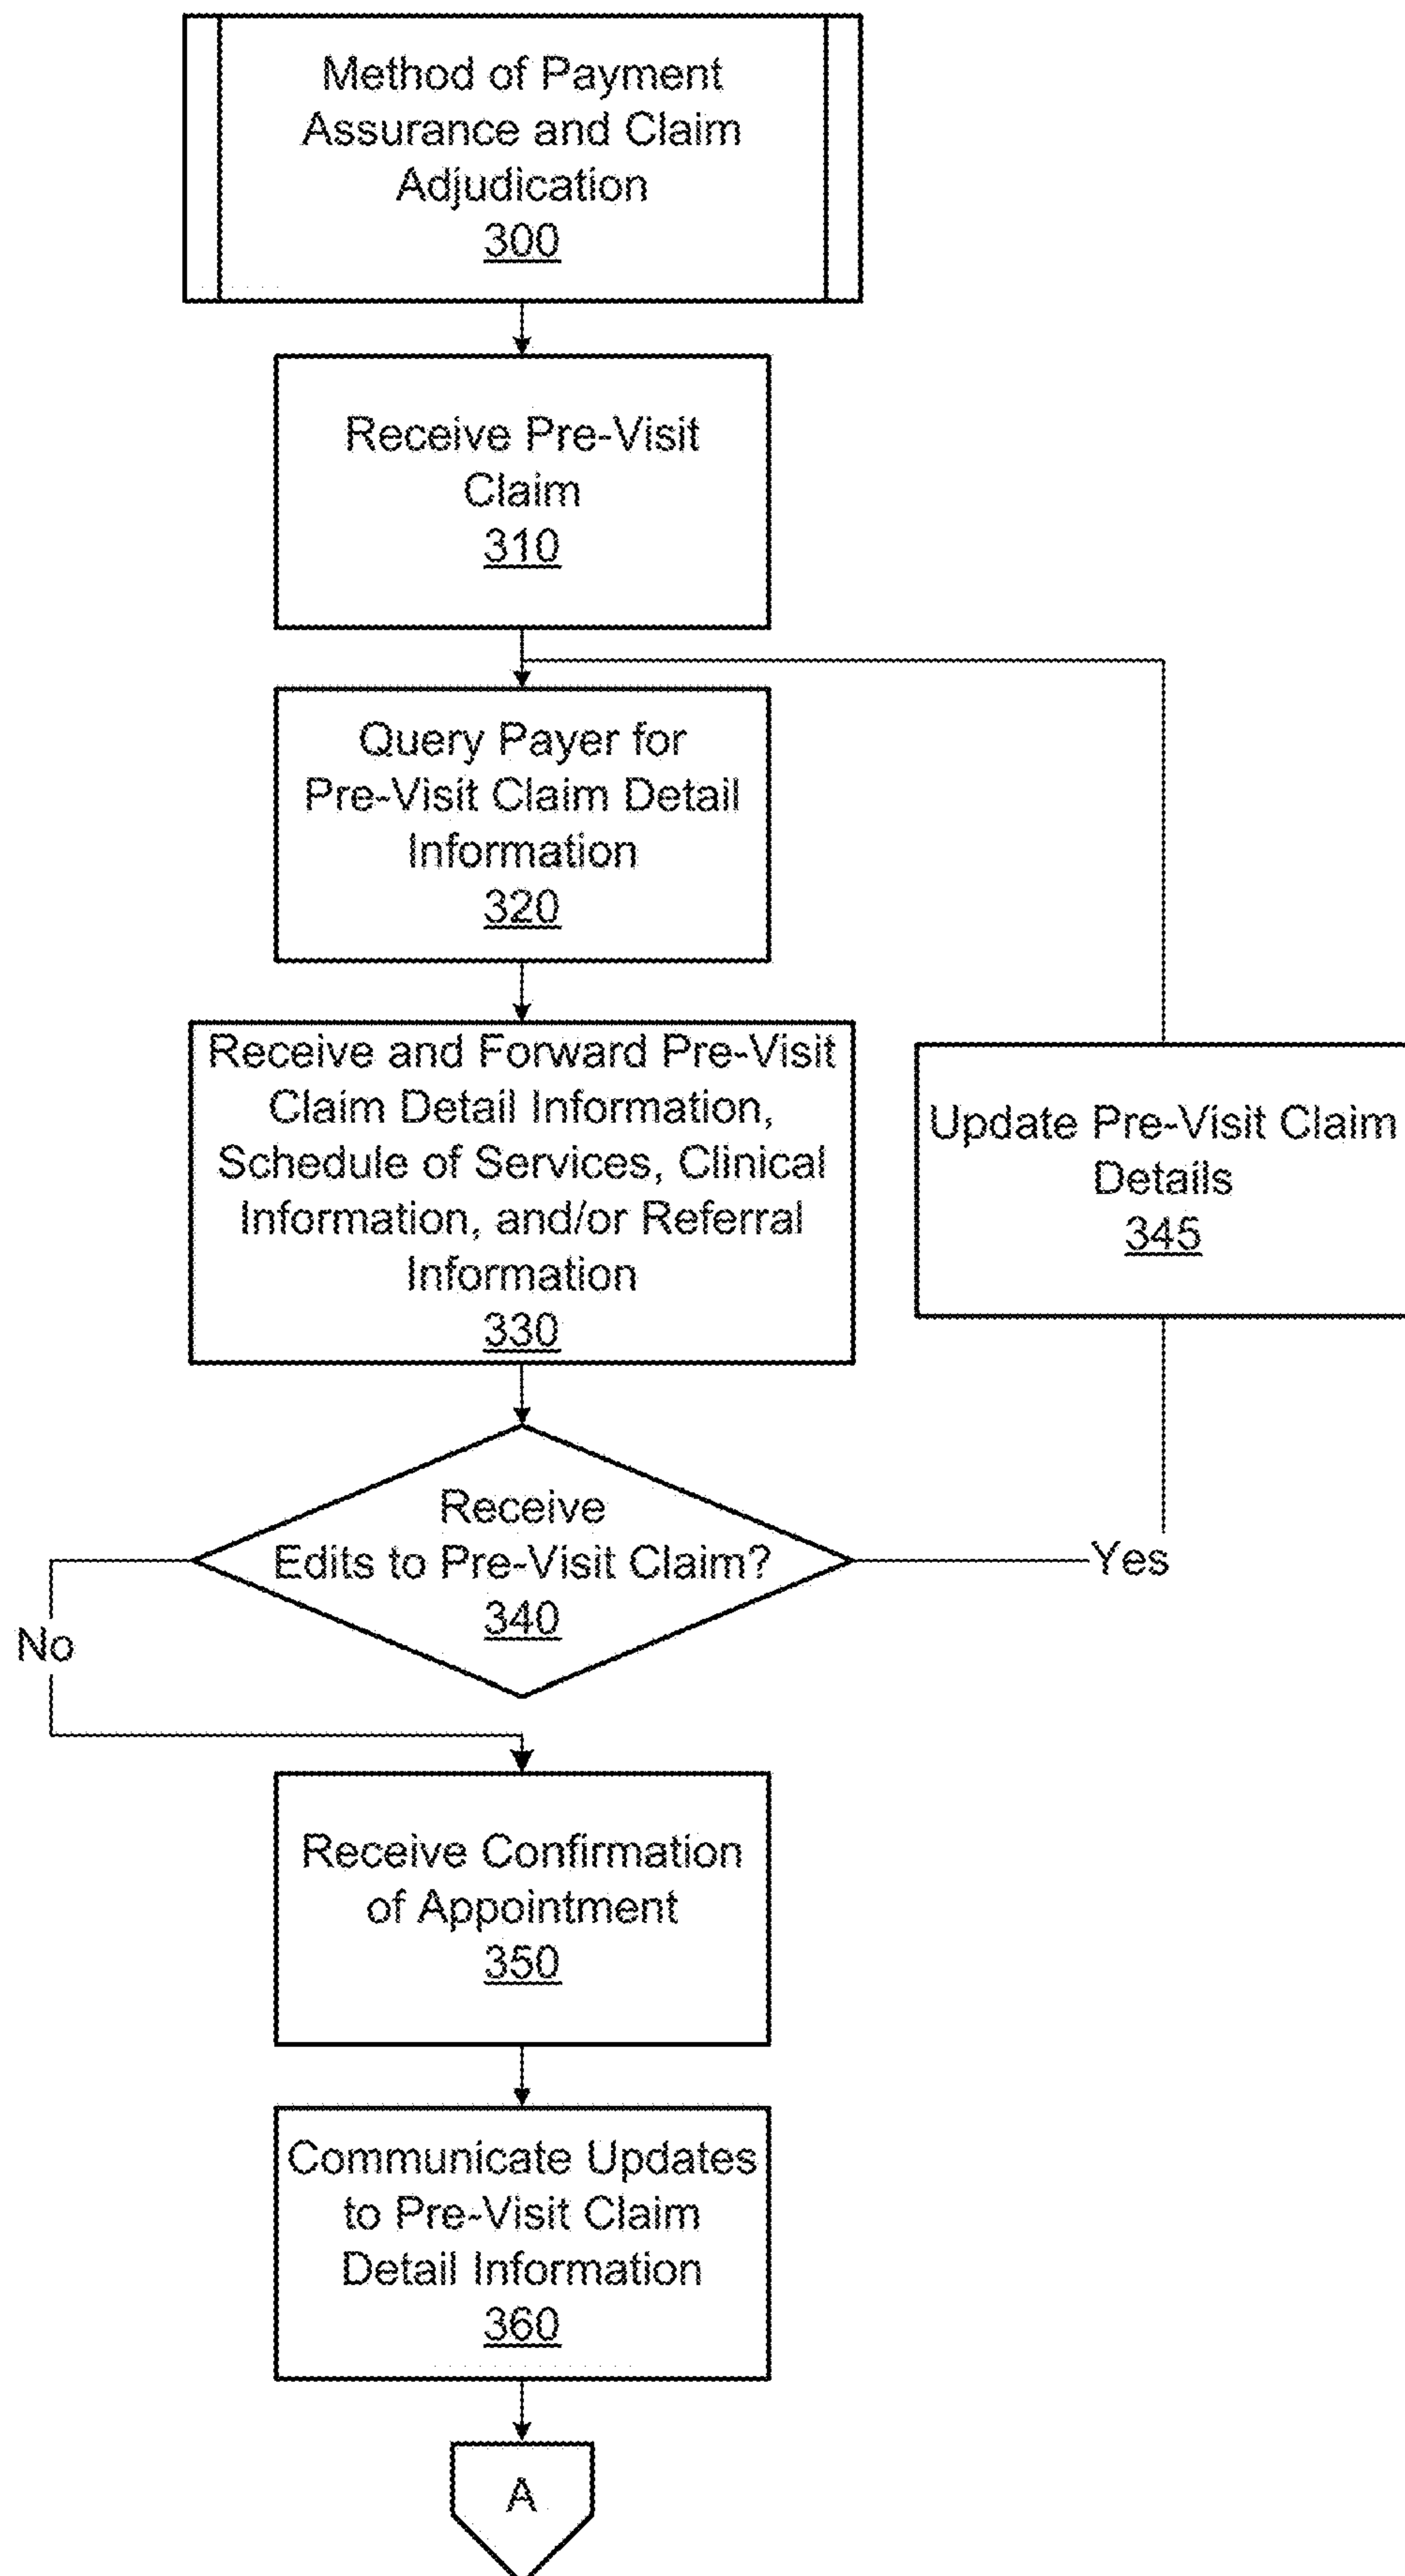 Method of Payment
Assurance and Claim
Adjudication
300
Receive Pre-Visit
Claim
310
Query Payer for
Pre-Visit Claim Detail
Information
320
Receive and Forward Pre-Visit
Claim Detail Information,
Schedule of Services, Clinical
Information, and/or Referral
Information
330
Update Pre-Visit Claim
Details
345
Receive
Edits to Pre-Visit Claim?
340
Yes
No
Receive Confirmation
of Appointment
350
Communicate Updates
to Pre-Visit Claim
Detail Information
360
A